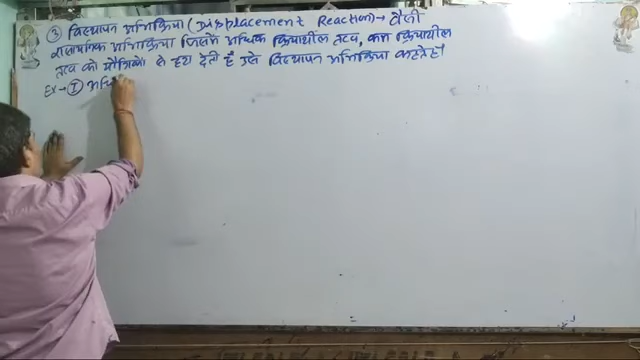 ③ विस्थापन अभिक्रिया (Displacement Reaction)→ वैसी
रासायनिक अभिक्रिया जिसमें अधिक क्रियाशील तत्व, कम क्रियाशील
तत्व को यौगिकों से हटा देती हैं उसे विस्थापन अभिक्रिया कहते हैं।
Ex→ ① अधि